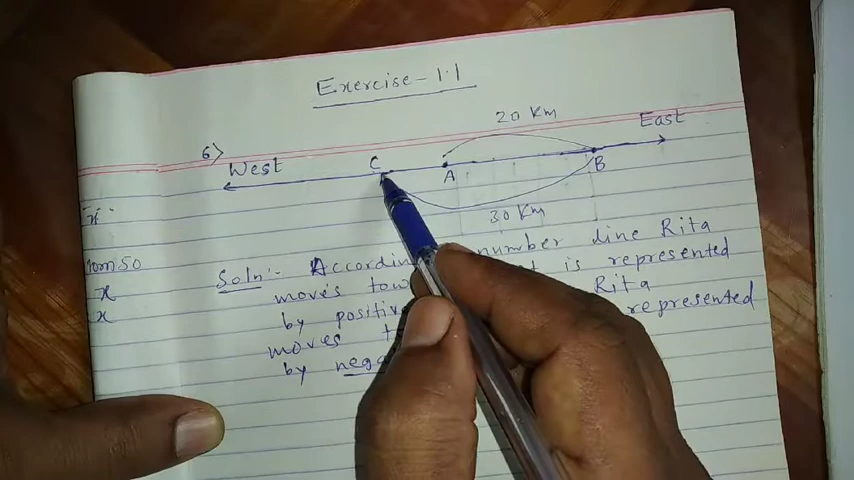 Exercise - 1.1
20 Km
East
6)
West
C
A
B
30 Km
x
50
x
x
Soln:- According number line Rita
moves is represented
by positive Rita
moves represented
by